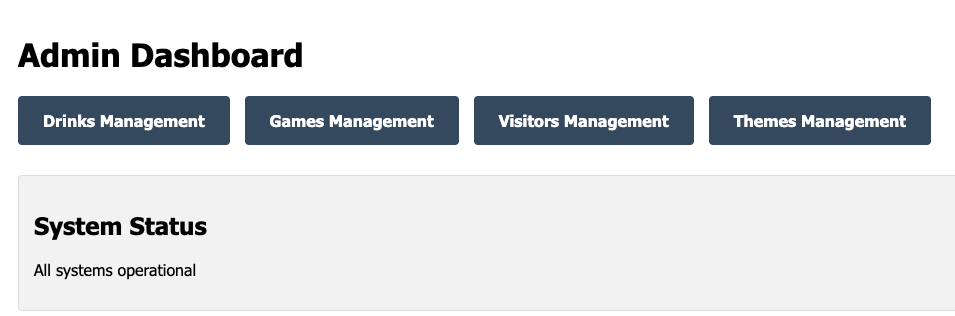 Admin Dashboard
Drinks Management Games Management Visitors Management Themes Management
System Status
All systems operational